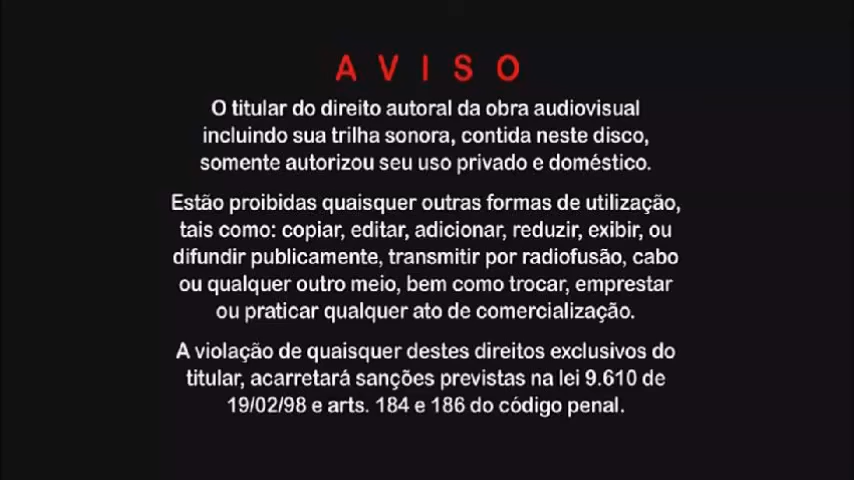 A V I S O
O titular do direito autoral da obra audiovisual
incluindo sua trilha sonora, contida neste disco,
somente autorizou seu uso privado e doméstico.
Estão proibidas quaisquer outras formas de utilização,
tais como: copiar, editar, adicionar, reduzir, exibir, ou
difundir publicamente, transmitir por radiofusão, cabo
ou qualquer outro meio, bem como trocar, emprestar
ou praticar qualquer ato de comercialização.
A violação de quaisquer destes direitos exclusivos do
titular, acarretará sanções previstas na lei 9.610 de
19/02/98 e arts. 184 e 186 do código penal.